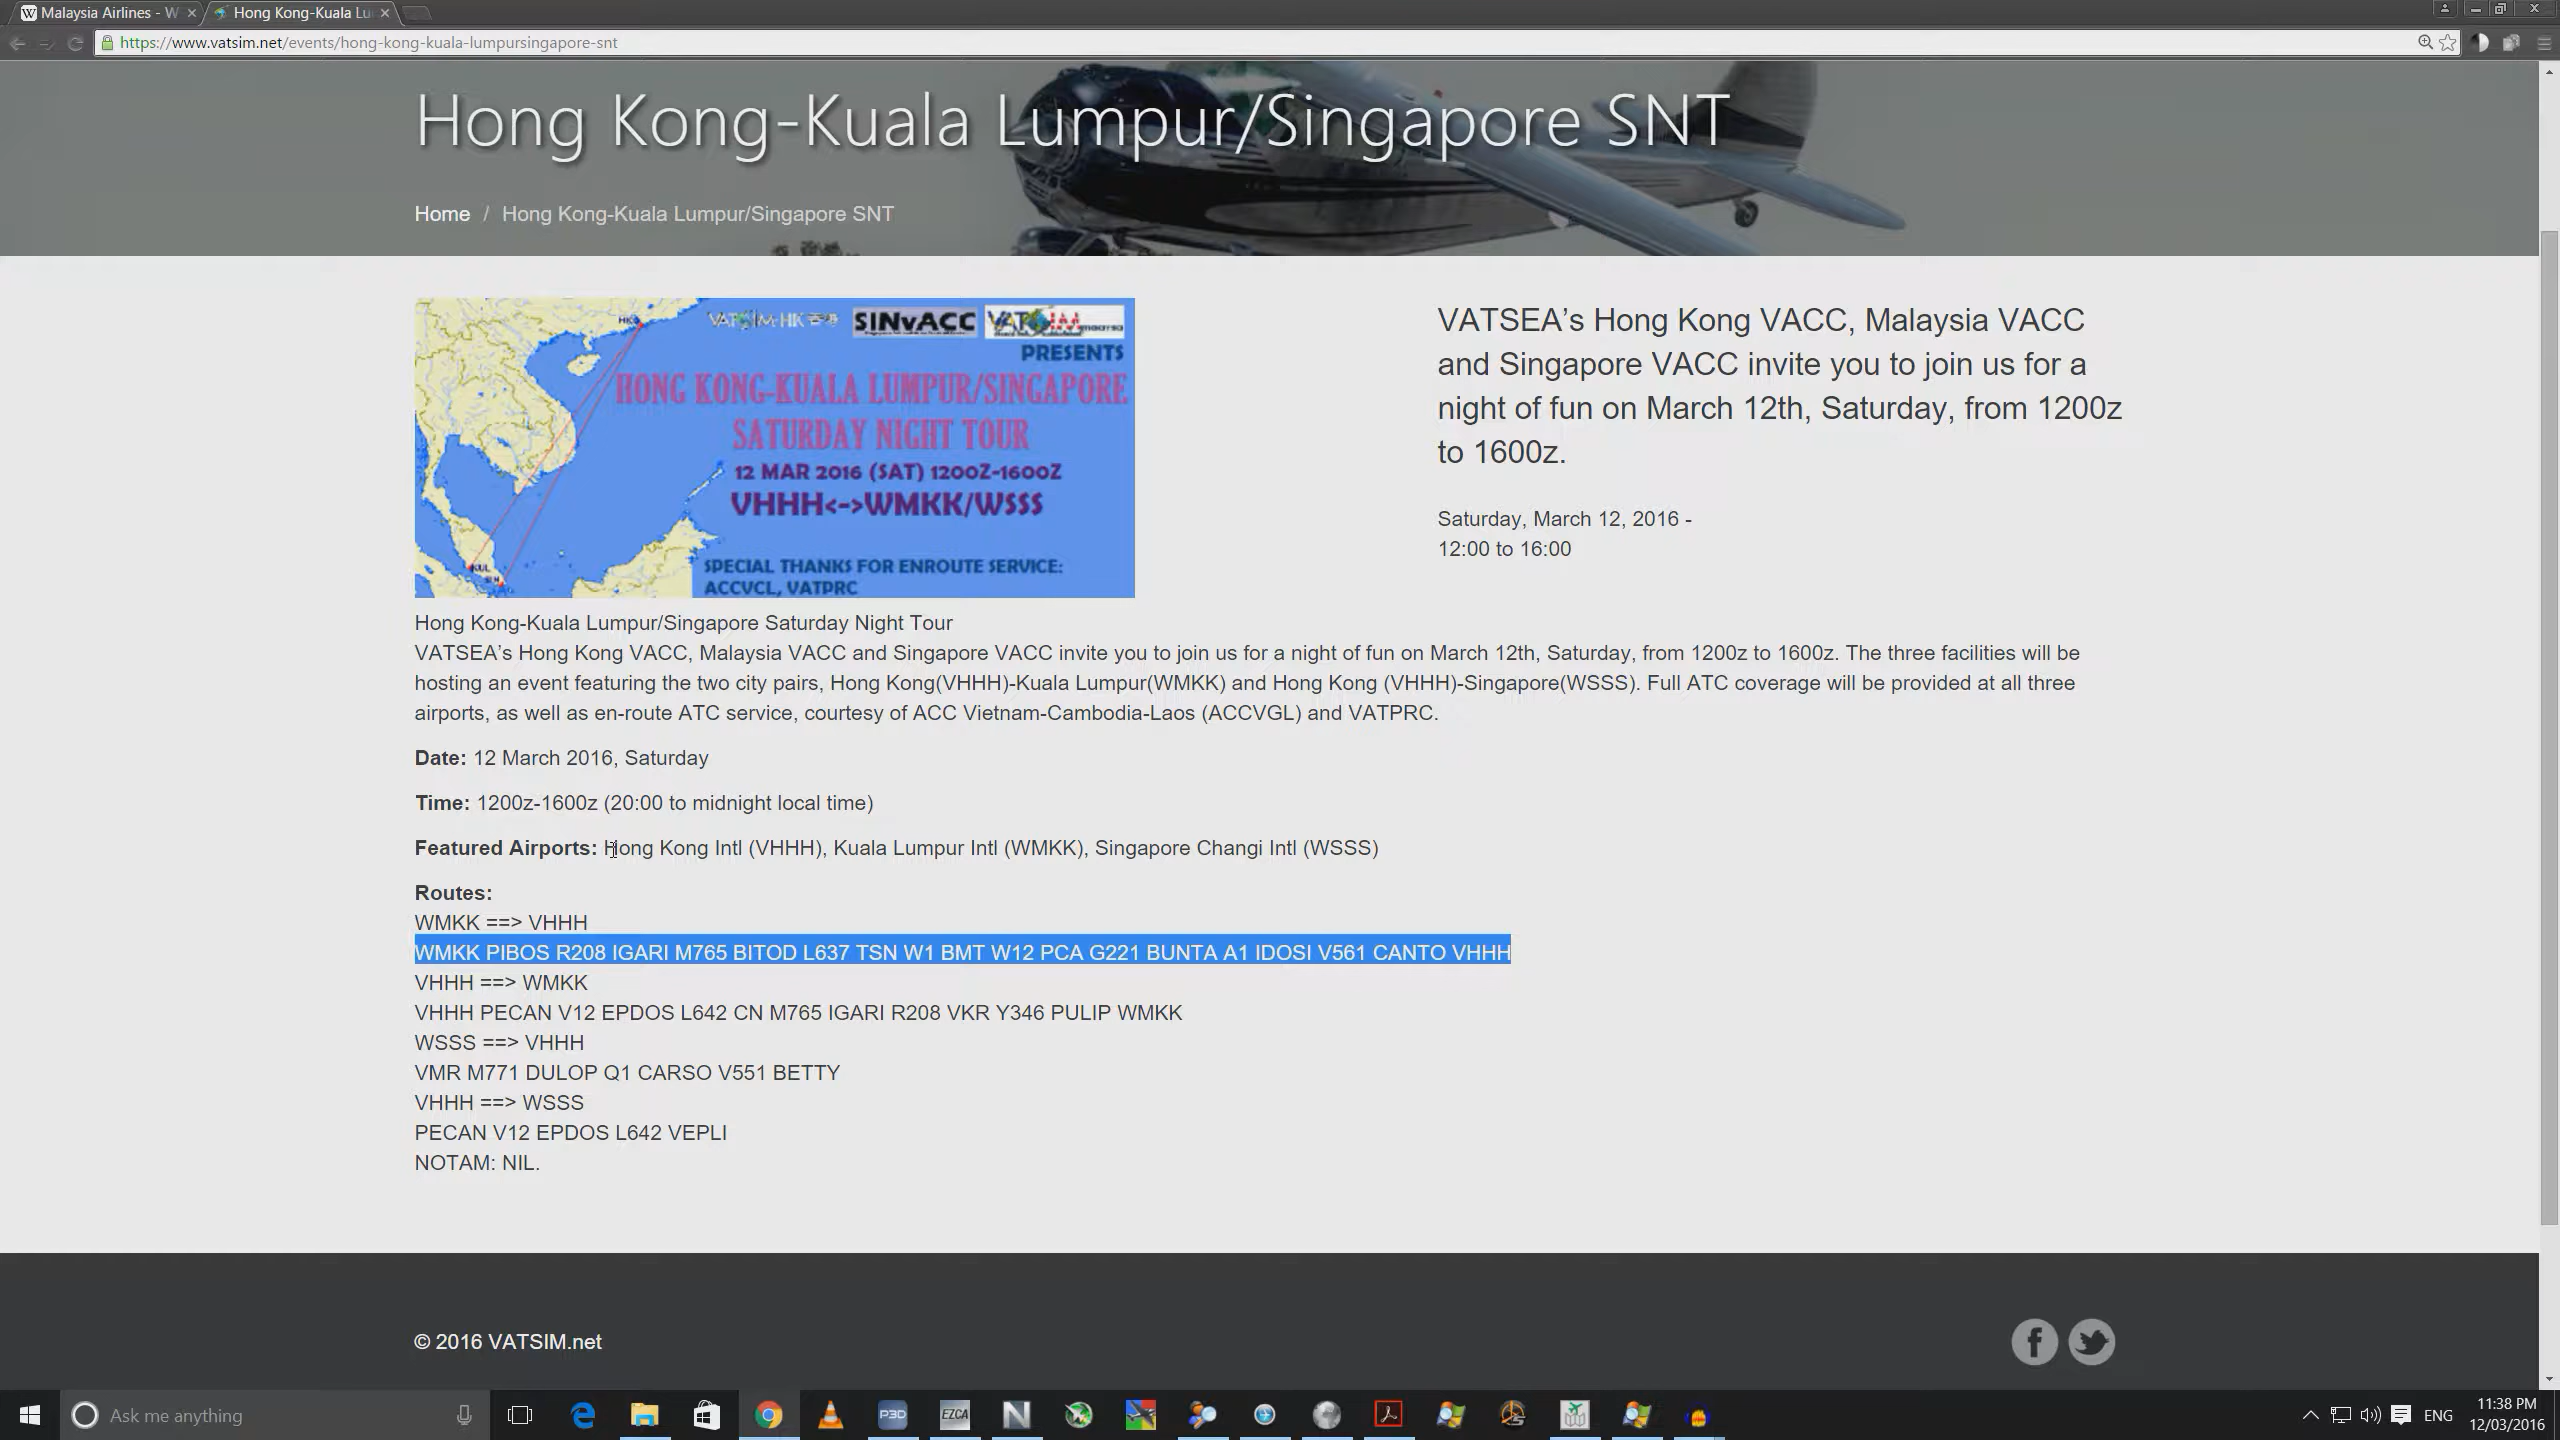 Malaysia Airlines - W
Hong Kong-Kuala Lu
https://www.vatsim.net/events/hong-kong-kuala-lumpursingapore-snt
Hong Kong-Kuala Lumpur/Singapore SNT
Home / Hong Kong-Kuala Lumpur/Singapore SNT
SINvACC
PRESENTS
HONG KONG-KUALA LUMPUR/SINGAPORE
SATURDAY NIGHT TOUR
12 MAR 2016 (SAT) 1200Z-1600Z
VHHH<->WMKK/WSSS
SPECIAL THANKS FOR ENROUTE SERVICE:
ACCVCL, VATPRC
VATSEA’s Hong Kong VACC, Malaysia VACC
and Singapore VACC invite you to join us for a
night of fun on March 12th, Saturday, from 1200z
to 1600z.
Saturday, March 12, 2016 -
12:00 to 16:00
Hong Kong-Kuala Lumpur/Singapore Saturday Night Tour
VATSEA’s Hong Kong VACC, Malaysia VACC and Singapore VACC invite you to join us for a night of fun on March 12th, Saturday, from 1200z to 1600z. The three facilities will be
hosting an event featuring the two city pairs, Hong Kong(VHHH)-Kuala Lumpur(WMKK) and Hong Kong (VHHH)-Singapore(WSSS). Full ATC coverage will be provided at all three
airports, as well as en-route ATC service, courtesy of ACC Vietnam-Cambodia-Laos (ACCVGL) and VATPRC.
Date: 12 March 2016, Saturday
Time: 1200z-1600z (20:00 to midnight local time)
Featured Airports: Hong Kong Intl (VHHH), Kuala Lumpur Intl (WMKK), Singapore Changi Intl (WSSS)
Routes:
WMKK ==> VHHH
WMKK PIBOS R208 IGARI M765 BITOD L637 TSN W1 BMT W12 PCA G221 BUNTA A1 IDOSI V561 CANTO VHHH
VHHH ==> WMKK
VHHH PECAN V12 EPDOS L642 CN M765 IGARI R208 VKR Y346 PULIP WMKK
WSSS ==> VHHH
VMR M771 DULOP Q1 CARSO V551 BETTY
VHHH ==> WSSS
PECAN V12 EPDOS L642 VEPLI
NOTAM: NIL.
© 2016 VATSIM.net
Ask me anything
P3D
EZCA
ENG
11:38 PM
12/03/2016